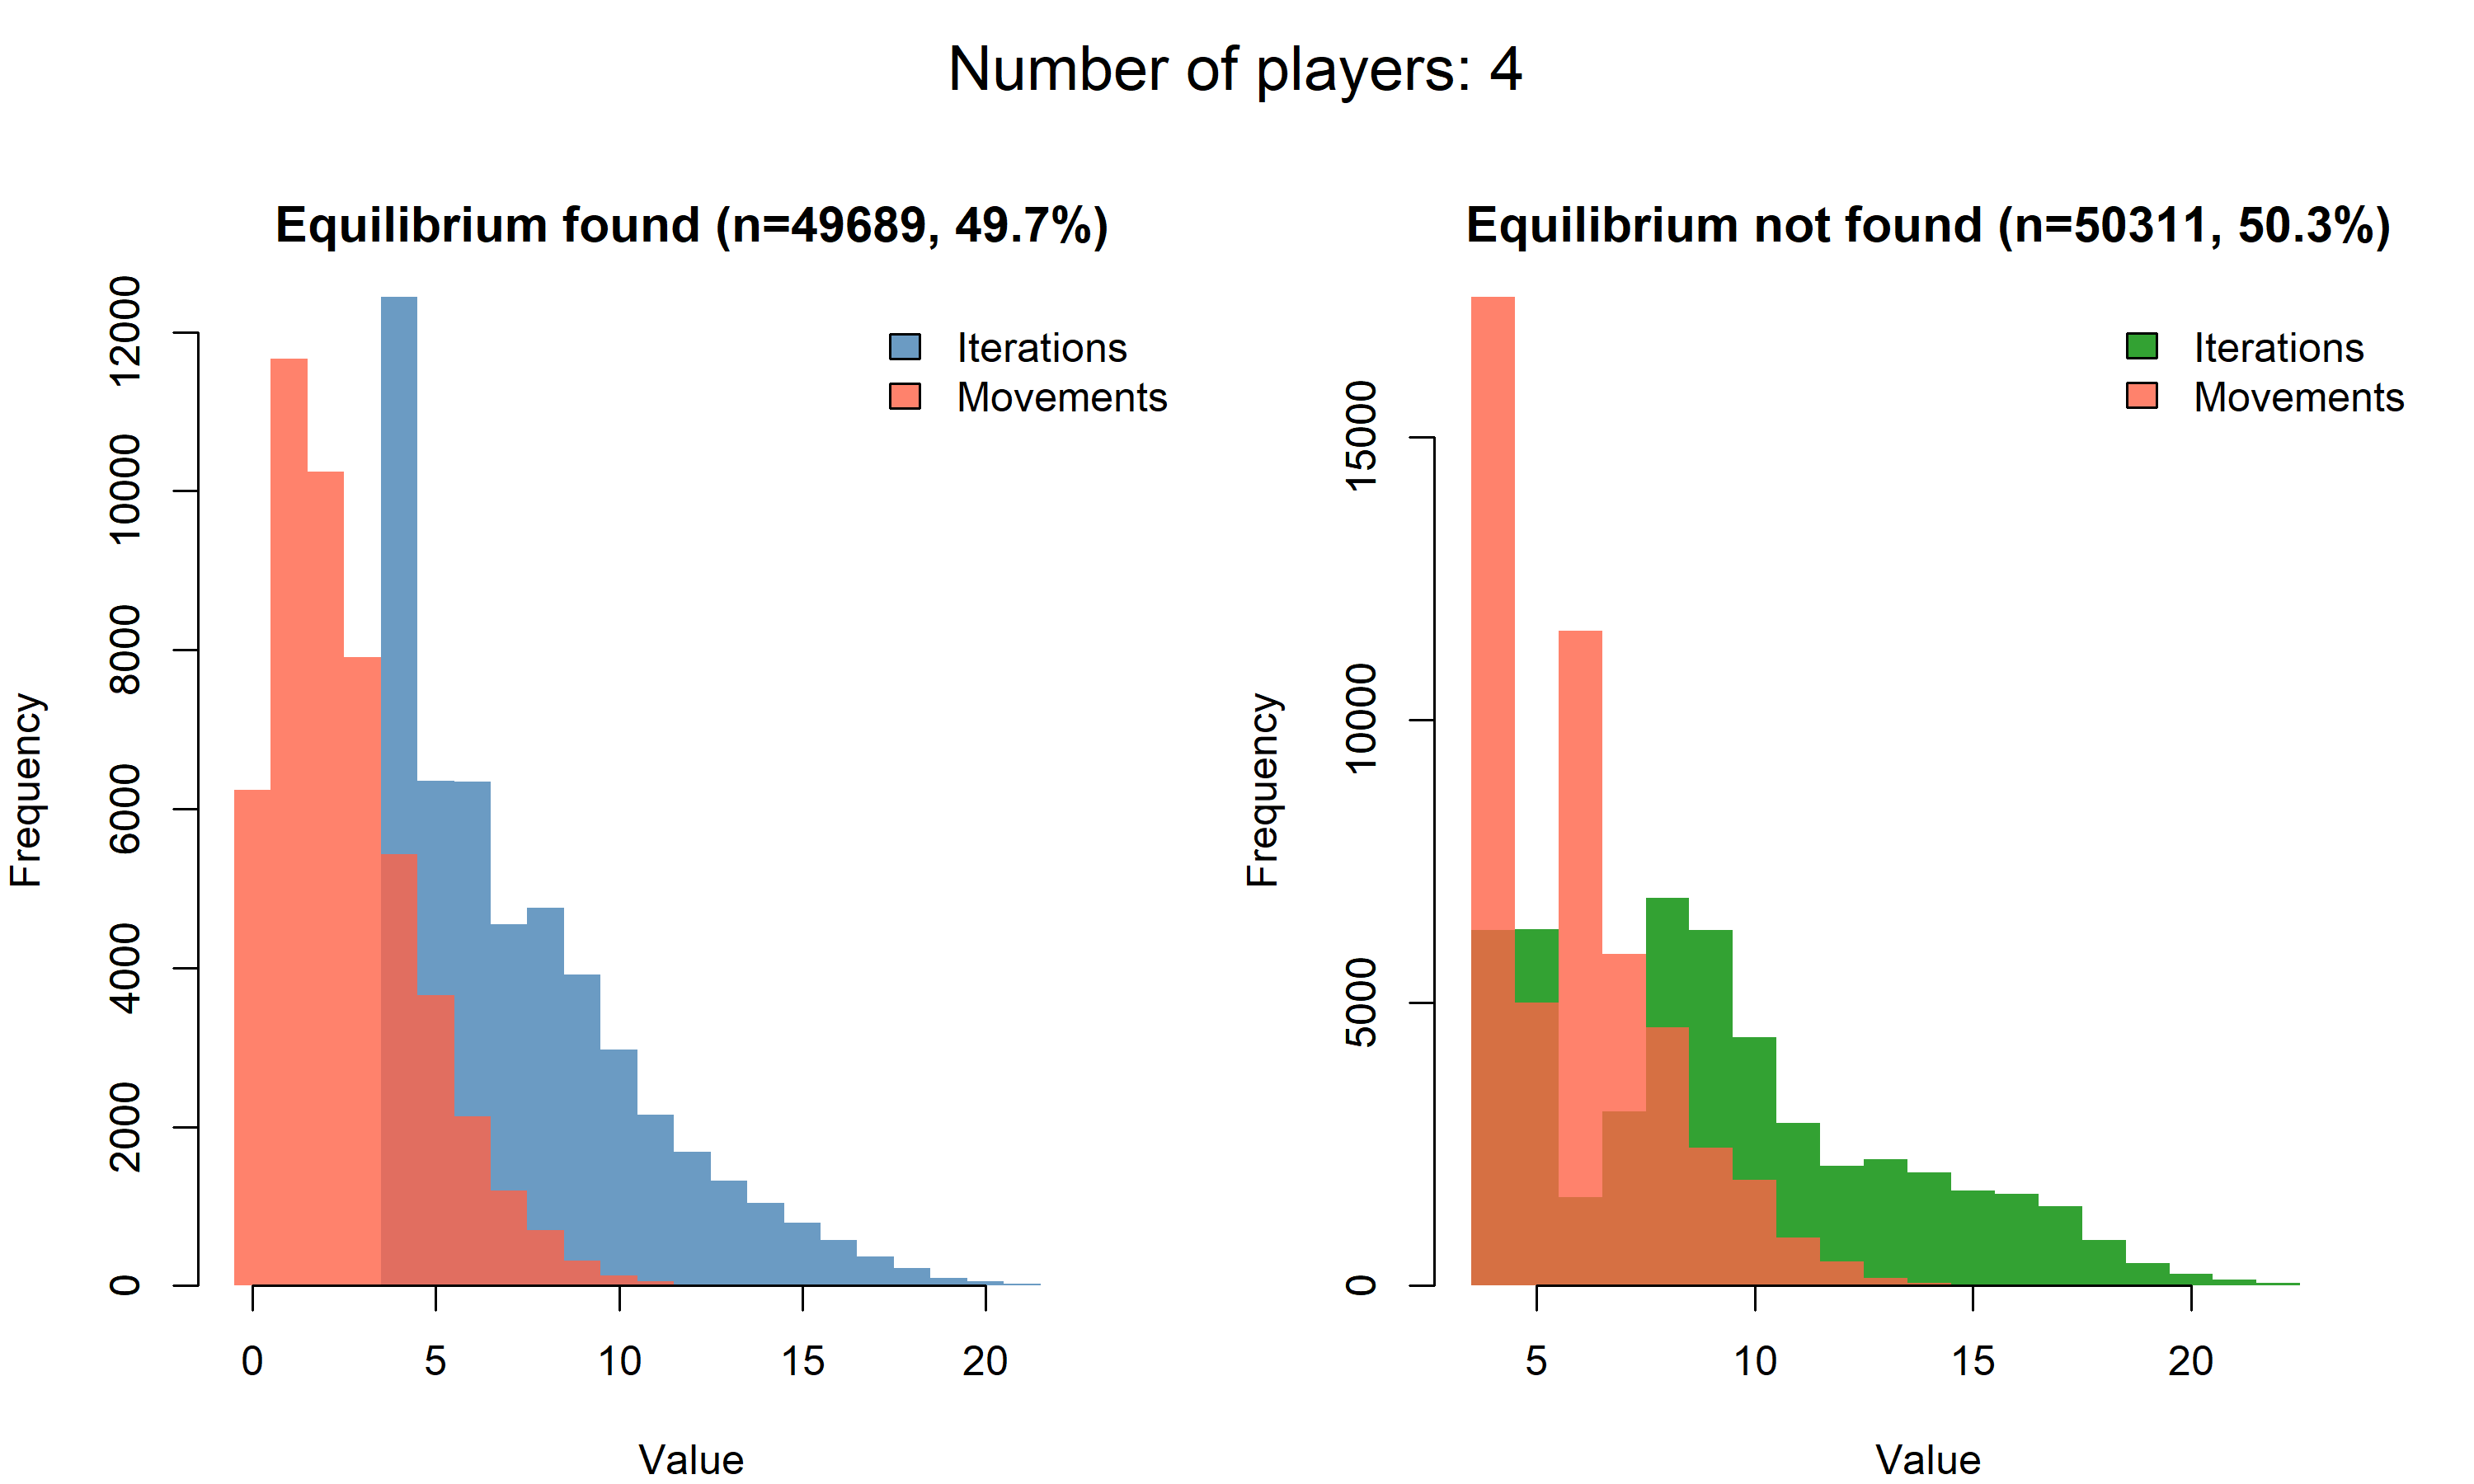 Number of players: 4
Equilibrium found (n=49689, 49.7%)
Iterations
Movements
Frequency
0
2000
4000
6000
8000
10000
12000
0 5 10 15 20
Value
Equilibrium not found (n=50311, 50.3%)
Iterations
Movements
Frequency
0
5000
10000
15000
5 10 15 20
Value